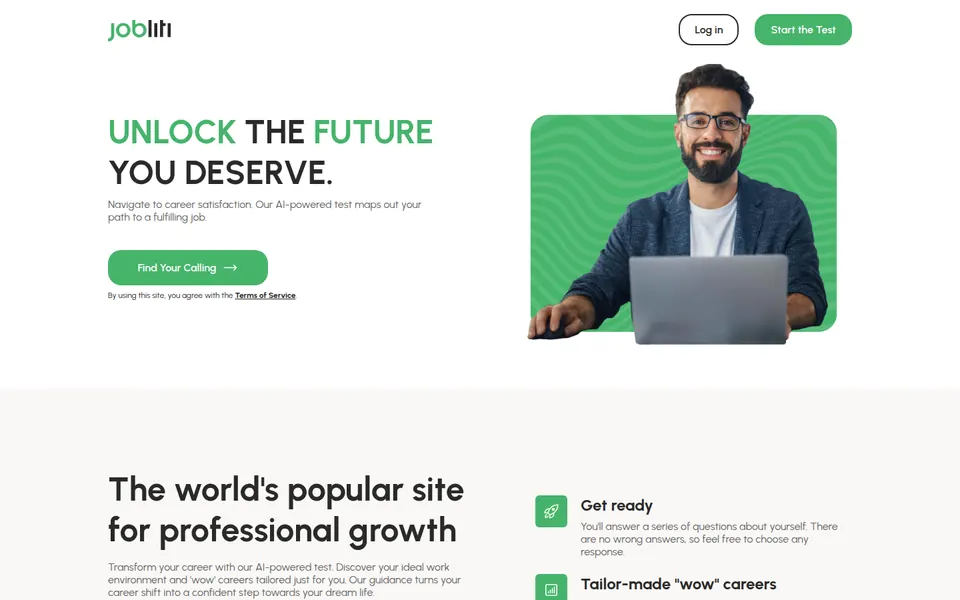 jobliti
Log in
Start the Test
UNLOCK THE FUTURE
YOU DESERVE.
Navigate to career satisfaction. Our AI-powered test maps out your
path to a fulfilling job.
Find Your Calling
By using this site, you agree with the Terms of Service.
The world's popular site
for professional growth
Transform your career with our AI-powered test. Discover your ideal work
environment and 'wow' careers tailored just for you. Our guidance turns your
career shift into a confident step towards your dream life.
Get ready
You'll answer a series of questions about yourself. There
are no wrong answers, so feel free to choose any
response.
Tailor-made "wow" careers